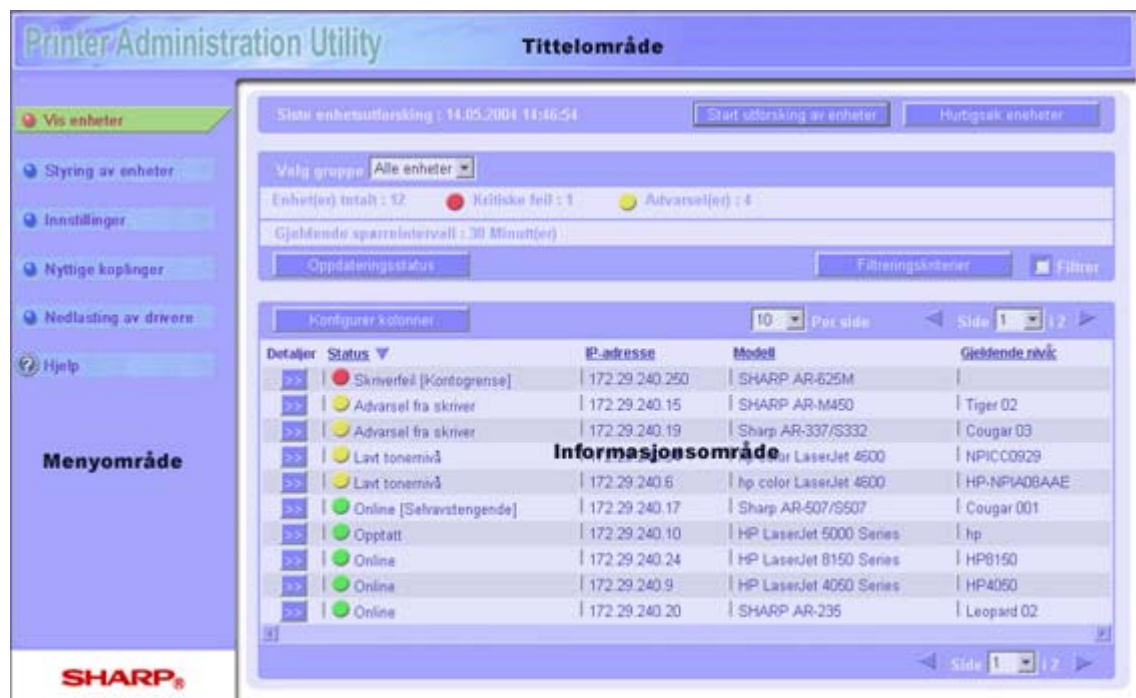 Printer Administration Utility
Tittelområde
Vis enheter
Styring av enheter
Innstillinger
Nyttige koplinger
Nedlasting av drivere
Hjelp
Menyområde
SHARP®
Siste enhetsutforsking : 14.05.2004 14:46:54
Start utforsking av enheter
Hurtigsøk eneheter
Velg gruppe Alle enheter
Enhet(er) totalt : 12 Kritiske feil : 1 Advarsel(er) : 4
Gjeldende spørreintervall : 30 Minutt(er)
Oppdateringsstatus Filtreringskriterier Filtrer
Konfigurer kolonner 10 Per side Side 1 i 2
Detaljer Status IP-adresse Modell Gjeldende nivå:
>> Skriverfeil [Kontogrense] 172.29.240.250 SHARP AR-625M
>> Advarsel fra skriver 172.29.240.15 SHARP AR-M450 Tiger 02
>> Advarsel fra skriver 172.29.240.19 Sharp AR-337/S332 Cougar 03
>> Lavt tonernivå hp color LaserJet 4600 NPICC0929
Informasjonsområde
>> Lavt tonernivå 172.29.240.6 hp color LaserJet 4600 HP-NPIA08AAE
>> Online [Selvavstengende] 172.29.240.17 Sharp AR-507/S507 Cougar 001
>> Opptatt 172.29.240.10 HP LaserJet 5000 Series hp
>> Online 172.29.240.24 HP LaserJet 8150 Series HP8150
>> Online 172.29.240.9 HP LaserJet 4050 Series HP4050
>> Online 172.29.240.20 SHARP AR-235 Leopard 02
Side 1 i 2